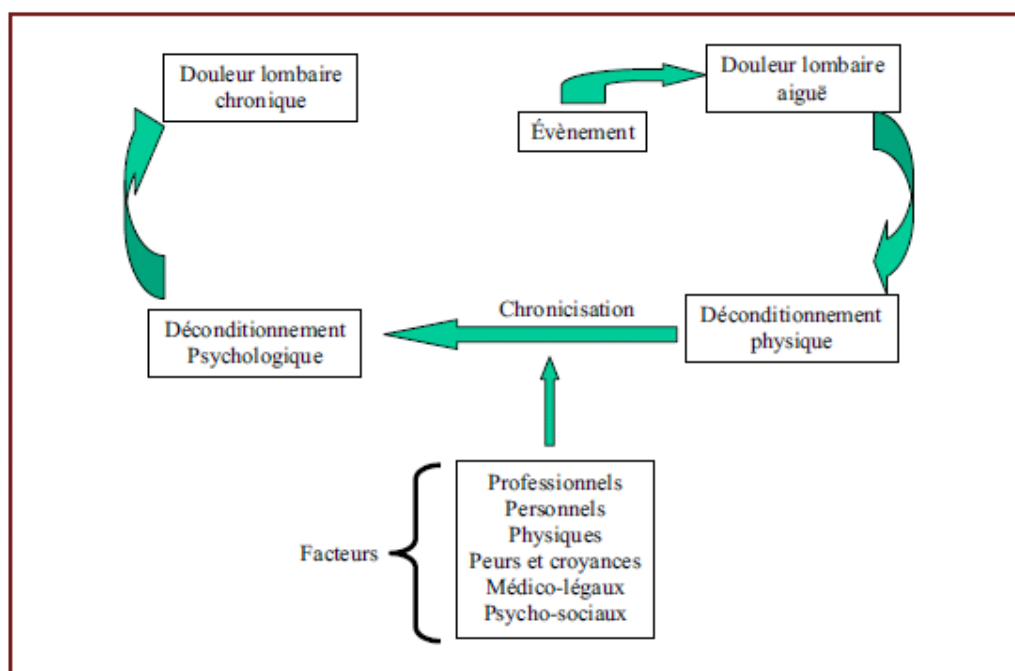 Douleur lombaire
chronique
Douleur lombaire
aiguë
Évènement
Chronicisation
Déconditionnement
Psychologique
Déconditionnement
physique
Facteurs
Professionnels
Personnels
Physiques
Peurs et croyances
Médico-légaux
Psycho-sociaux